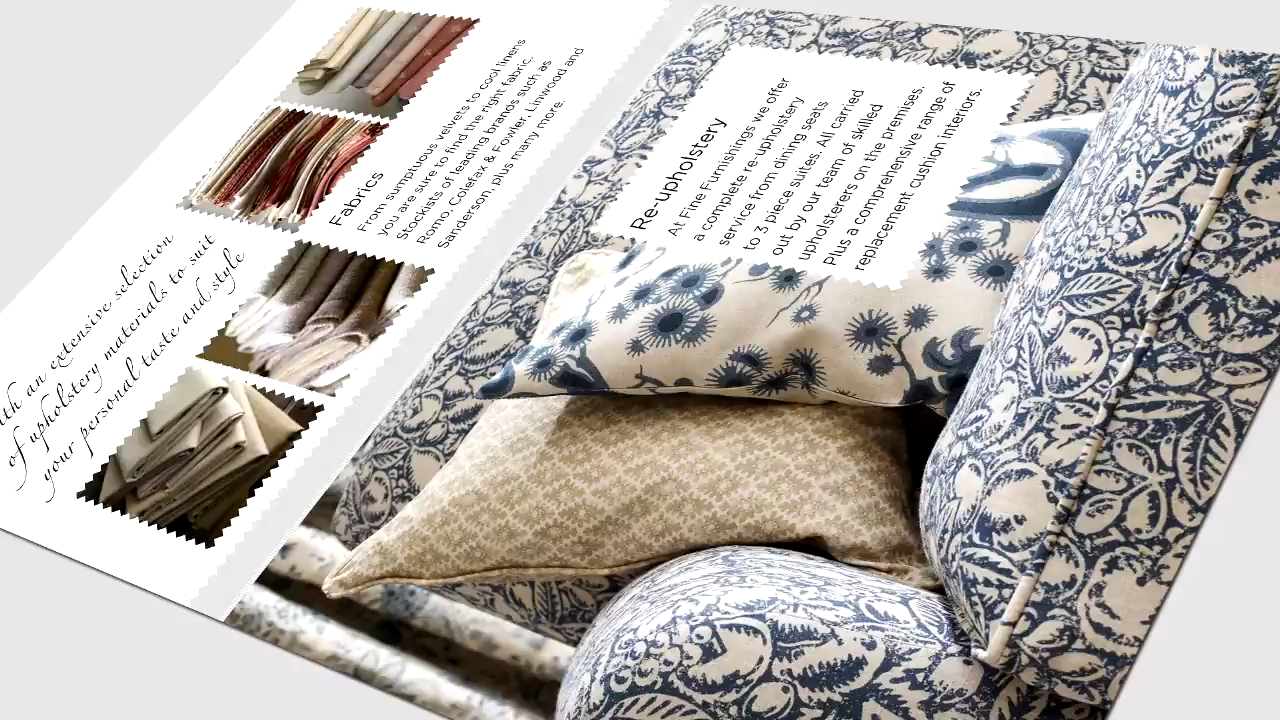 with an extensive selection
of upholstery materials to suit
your personal taste and style
Fabrics
From sumptuous velvets to cool linens
you are sure to find the right fabric.
Stockists of leading brands such as
Romo, Colefax & Fowler, Linwood and
Sanderson, plus many more.
Re-upholstery
At Fine Furnishings we offer
a complete re-upholstery
service from dining seats
to 3 piece suites. All carried
out by our team of skilled
upholsterers on the premises.
Plus a comprehensive range of
replacement cushion interiors.